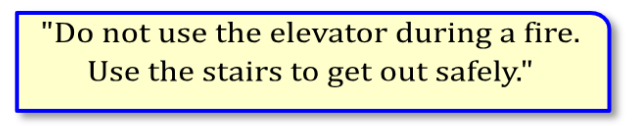 "Do not use the elevator during a fire.
Use the stairs to get out safely."